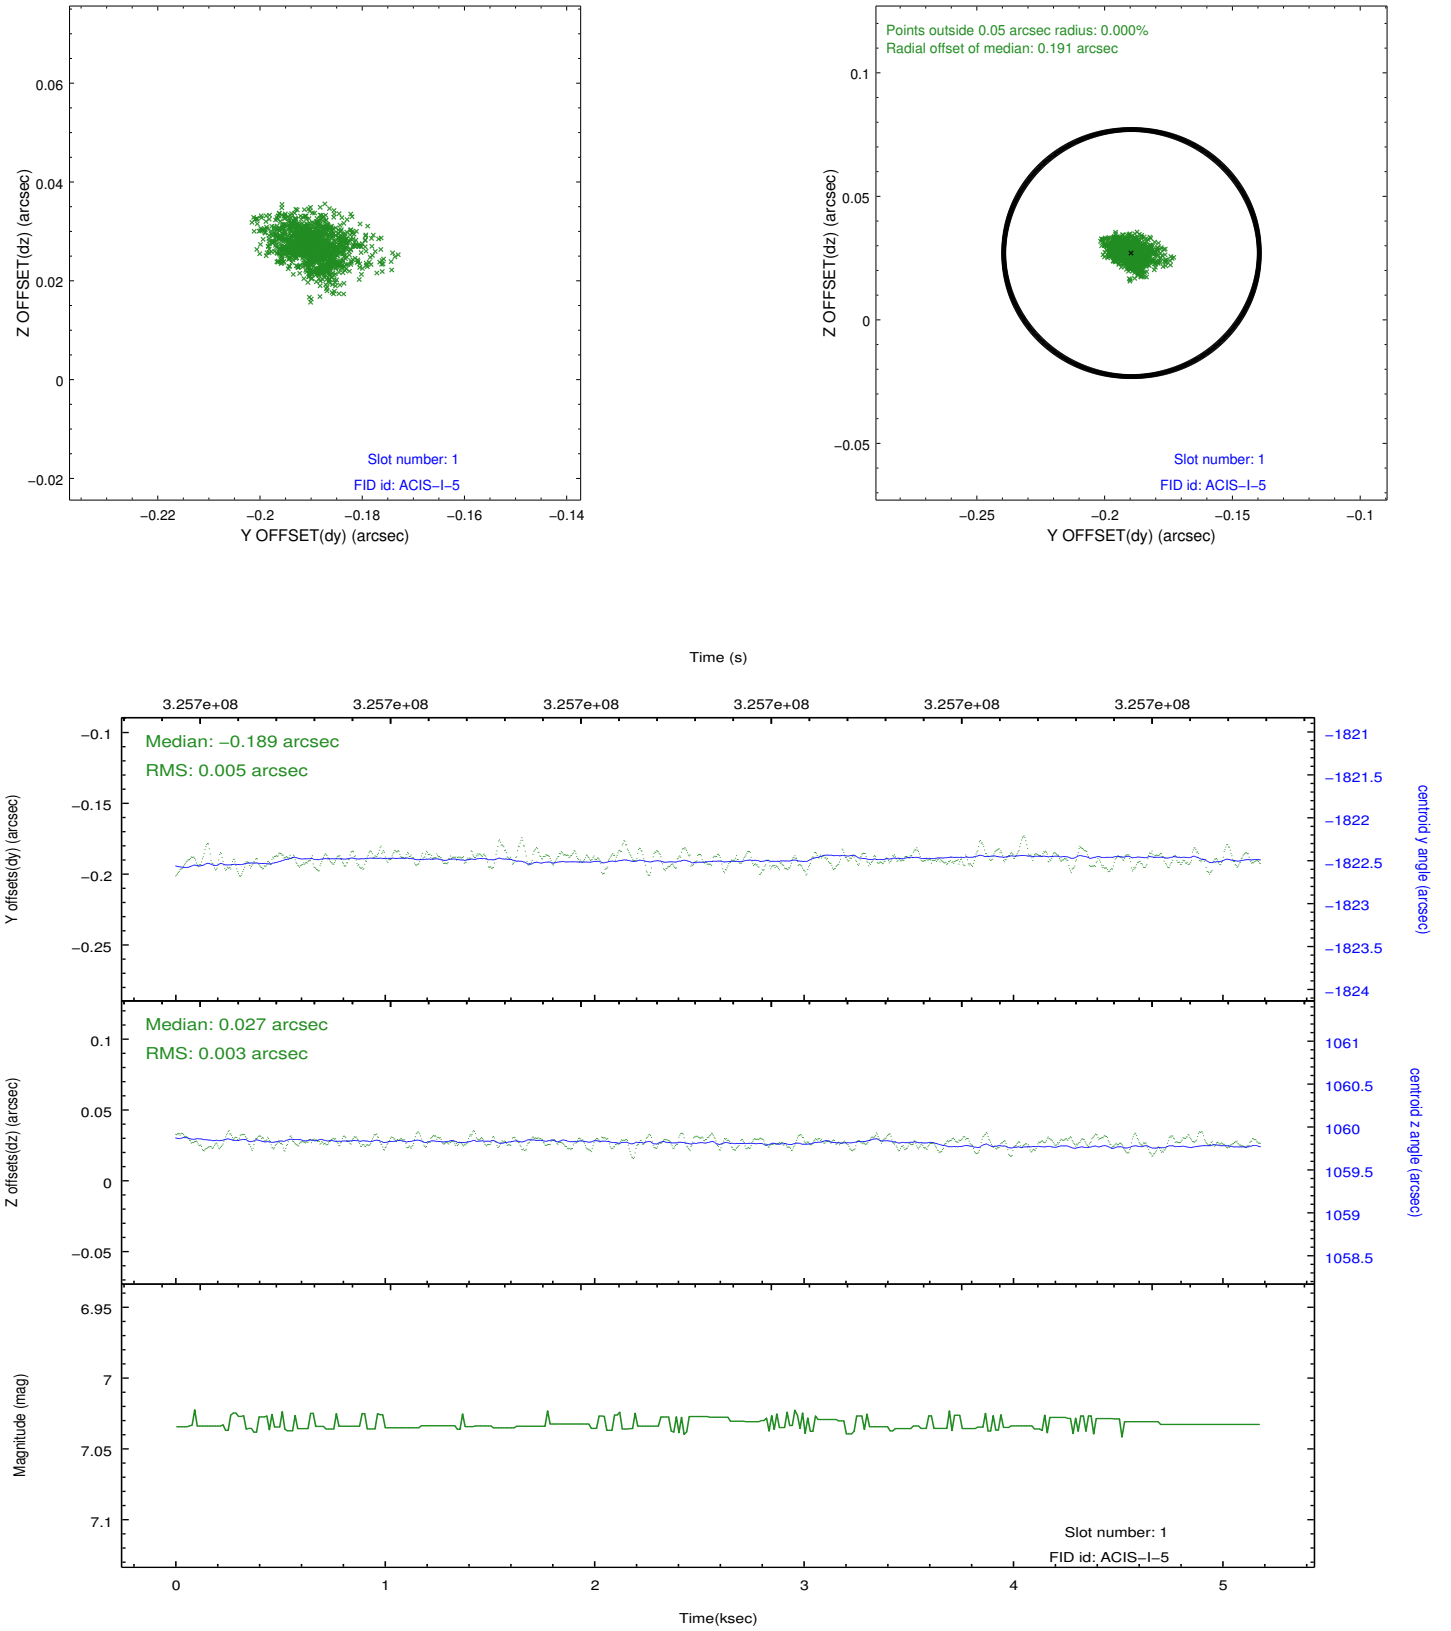 0.06
0.04
0.02
0
−0.02
Z OFFSET(dz) (arcsec)
Slot number: 1
FID id: ACIS−I−5
−0.22
−0.2
−0.18
−0.16
−0.14
Y OFFSET(dy) (arcsec)
Points outside 0.05 arcsec radius: 0.000%
Radial offset of median: 0.191 arcsec
0.1
0.05
0
−0.05
Z OFFSET(dz) (arcsec)
Slot number: 1
FID id: ACIS−I−5
−0.25
−0.2
−0.15
−0.1
Y OFFSET(dy) (arcsec)
Time (s)
3.257e+08 3.257e+08 3.257e+08 3.257e+08 3.257e+08 3.257e+08
Median: −0.189 arcsec
RMS: 0.005 arcsec
−0.1
−0.15
−0.2
−0.25
Y offsets(dy) (arcsec)
−1821
−1821.5
−1822
−1822.5
−1823
−1823.5
−1824
centroid y angle (arcsec)
Median: 0.027 arcsec
RMS: 0.003 arcsec
0.1
0.05
0
−0.05
Z offsets(dz) (arcsec)
1061
1060.5
1060
1059.5
1059
1058.5
centroid z angle (arcsec)
6.95
7
7.05
7.1
Magnitude (mag)
Slot number: 1
FID id: ACIS−I−5
0 1 2 3 4 5
Time(ksec)